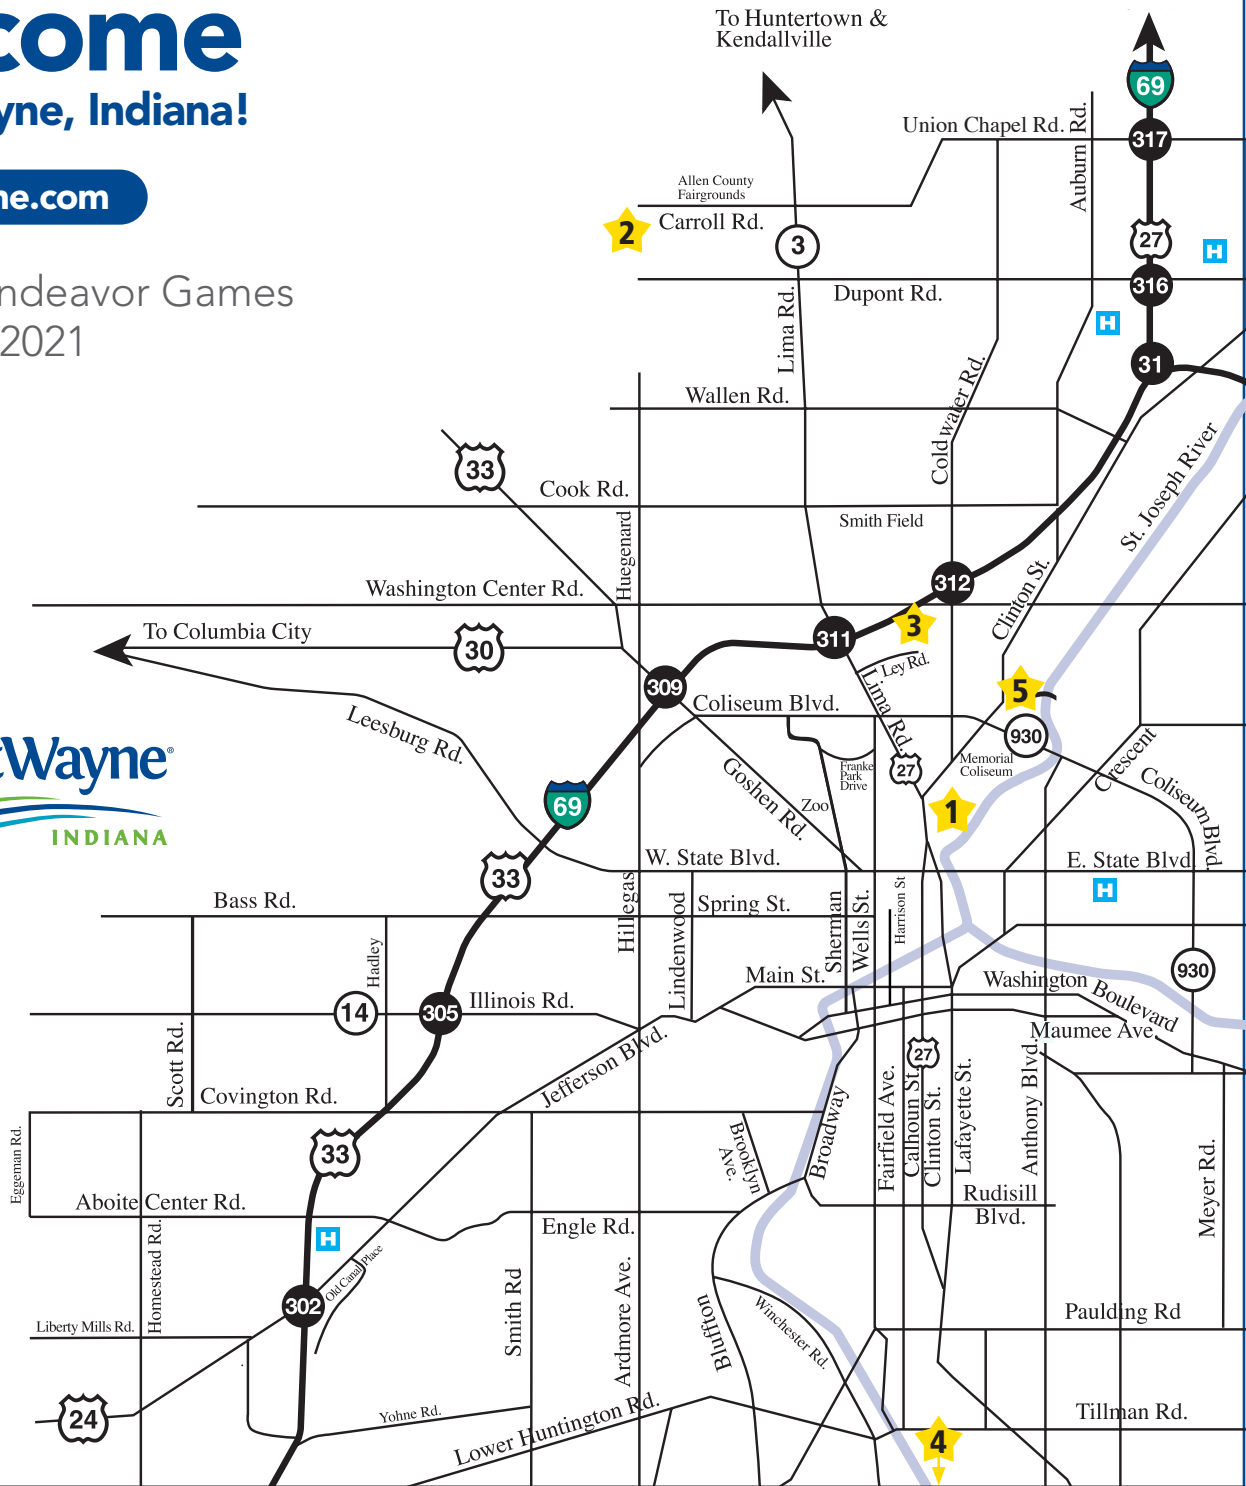 come
yne, Indiana!
ne.com
ndeavor Games
2021
To Huntertown &
Kendallville
69
317
Union Chapel Rd.
Auburn Rd.
Allen County
Fairgrounds
2
Carroll Rd.
3
27
H
316
Dupont Rd.
Lima Rd.
H
31
Wallen Rd.
Coldwater Rd.
33
Cook Rd.
Smith Field
St. Joseph River
Huegenard
Washington Center Rd.
312
Clinton St.
To Columbia City
30
311
3
Ley Rd.
309
5
Coliseum Blvd.
Lima Rd.
930
Leesburg Rd.
Wayne
INDIANA
69
Goshen Rd.
Franke
Park
Drive
27
Memorial
Coliseum
Crescent
Coliseum Blvd.
Zoo
1
33
W. State Blvd.
E. State Blvd.
H
Bass Rd.
Hillegas
Lindenwood
Spring St.
Sherman
Wells St.
Harrison St
Hadley
930
Main St.
Washington Boulevard
14
305
Illinois Rd.
Maumee Ave.
Scott Rd.
Jefferson Blvd.
27
Covington Rd.
Broadway
Fairfield Ave.
Calhoun St.
Clinton St.
Lafayette St.
Anthony Blvd.
Eggeman Rd.
33
Brooklyn
Ave.
Meyer Rd.
Aboite Center Rd.
Rudisill
Blvd.
H
Engle Rd.
Homestead Rd.
Old Canal Place
302
Smith Rd
Ardmore Ave.
Bluffton
Winchester Rd.
Paulding Rd
Liberty Mills Rd.
24
Yohne Rd.
Lower Huntington Rd.
Tillman Rd.
4